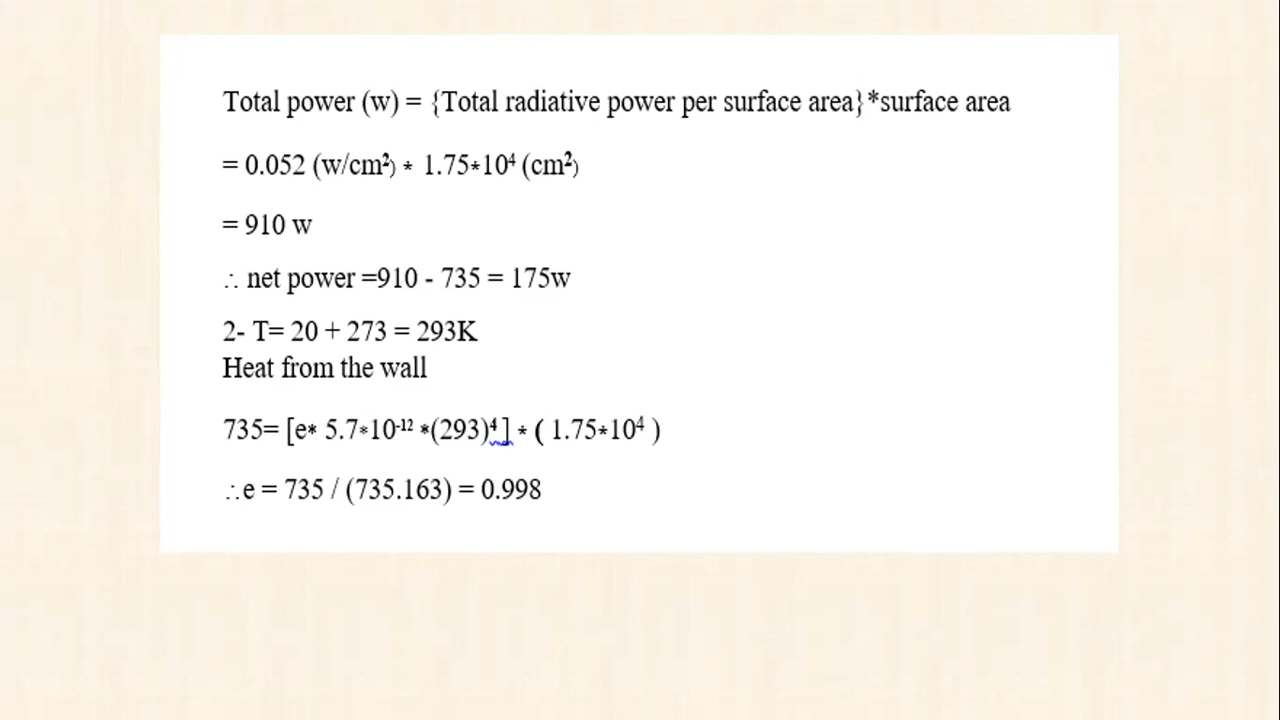 Total power (w) = {Total radiative power per surface area}*surface area
= 0.052 (w/cm²) * 1.75*10⁴ (cm²)
= 910 w
∴ net power =910 - 735 = 175w
2- T= 20 + 273 = 293K
Heat from the wall
735= [e* 5.7*10⁻¹² *(293)⁴] * ( 1.75*10⁴ )
∴e = 735 / (735.163) = 0.998